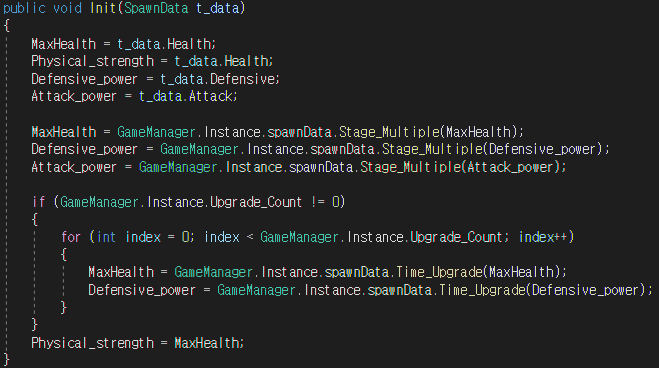 public void Init(SpawnData t_data)
{
MaxHealth = t_data.Health;
Physical_strength = t_data.Health;
Defensive_power = t_data.Defensive;
Attack_power = t_data.Attack;
MaxHealth = GameManager.Instance.spawnData.Stage_Multiple(MaxHealth);
Defensive_power = GameManager.Instance.spawnData.Stage_Multiple(Defensive_power);
Attack_power = GameManager.Instance.spawnData.Stage_Multiple(Attack_power);
if (GameManager.Instance.Upgrade_Count != 0)
{
for (int index = 0; index < GameManager.Instance.Upgrade_Count; index++)
{
MaxHealth = GameManager.Instance.spawnData.Time_Upgrade(MaxHealth);
Defensive_power = GameManager.Instance.spawnData.Time_Upgrade(Defensive_power);
}
}
Physical_strength = MaxHealth;
}